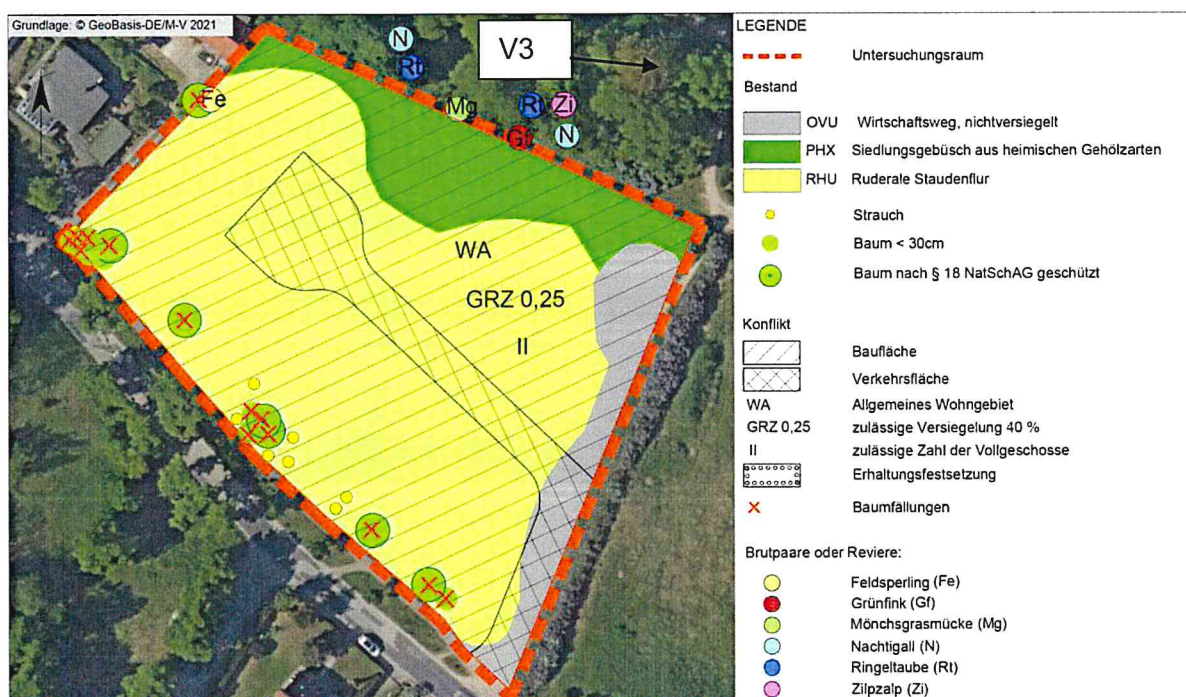 Grundlage: © GeoBasis-DE/M-V 2021
V3
N
Rt
Fe
Mg
Rt
Zi
Gf
N
WA
GRZ 0,25
II
LEGENDE
Untersuchungsraum
Bestand
OVU Wirtschaftsweg, nichtversiegelt
PHX Siedlungsgebüsch aus heimischen Gehölzarten
RHU Ruderale Staudenflur
Strauch
Baum < 30cm
Baum nach § 18 NatSchAG geschützt
Konflikt
Baufläche
Verkehrsfläche
WA Allgemeines Wohngebiet
GRZ 0,25 zulässige Versiegelung 40 %
II zulässige Zahl der Vollgeschosse
Erhaltungsfestsetzung
Baumfällungen
Brutpaare oder Reviere:
Feldsperling (Fe)
Grünfink (Gf)
Mönchsgrasmücke (Mg)
Nachtigall (N)
Ringeltaube (Rt)
Zilpzalp (Zi)